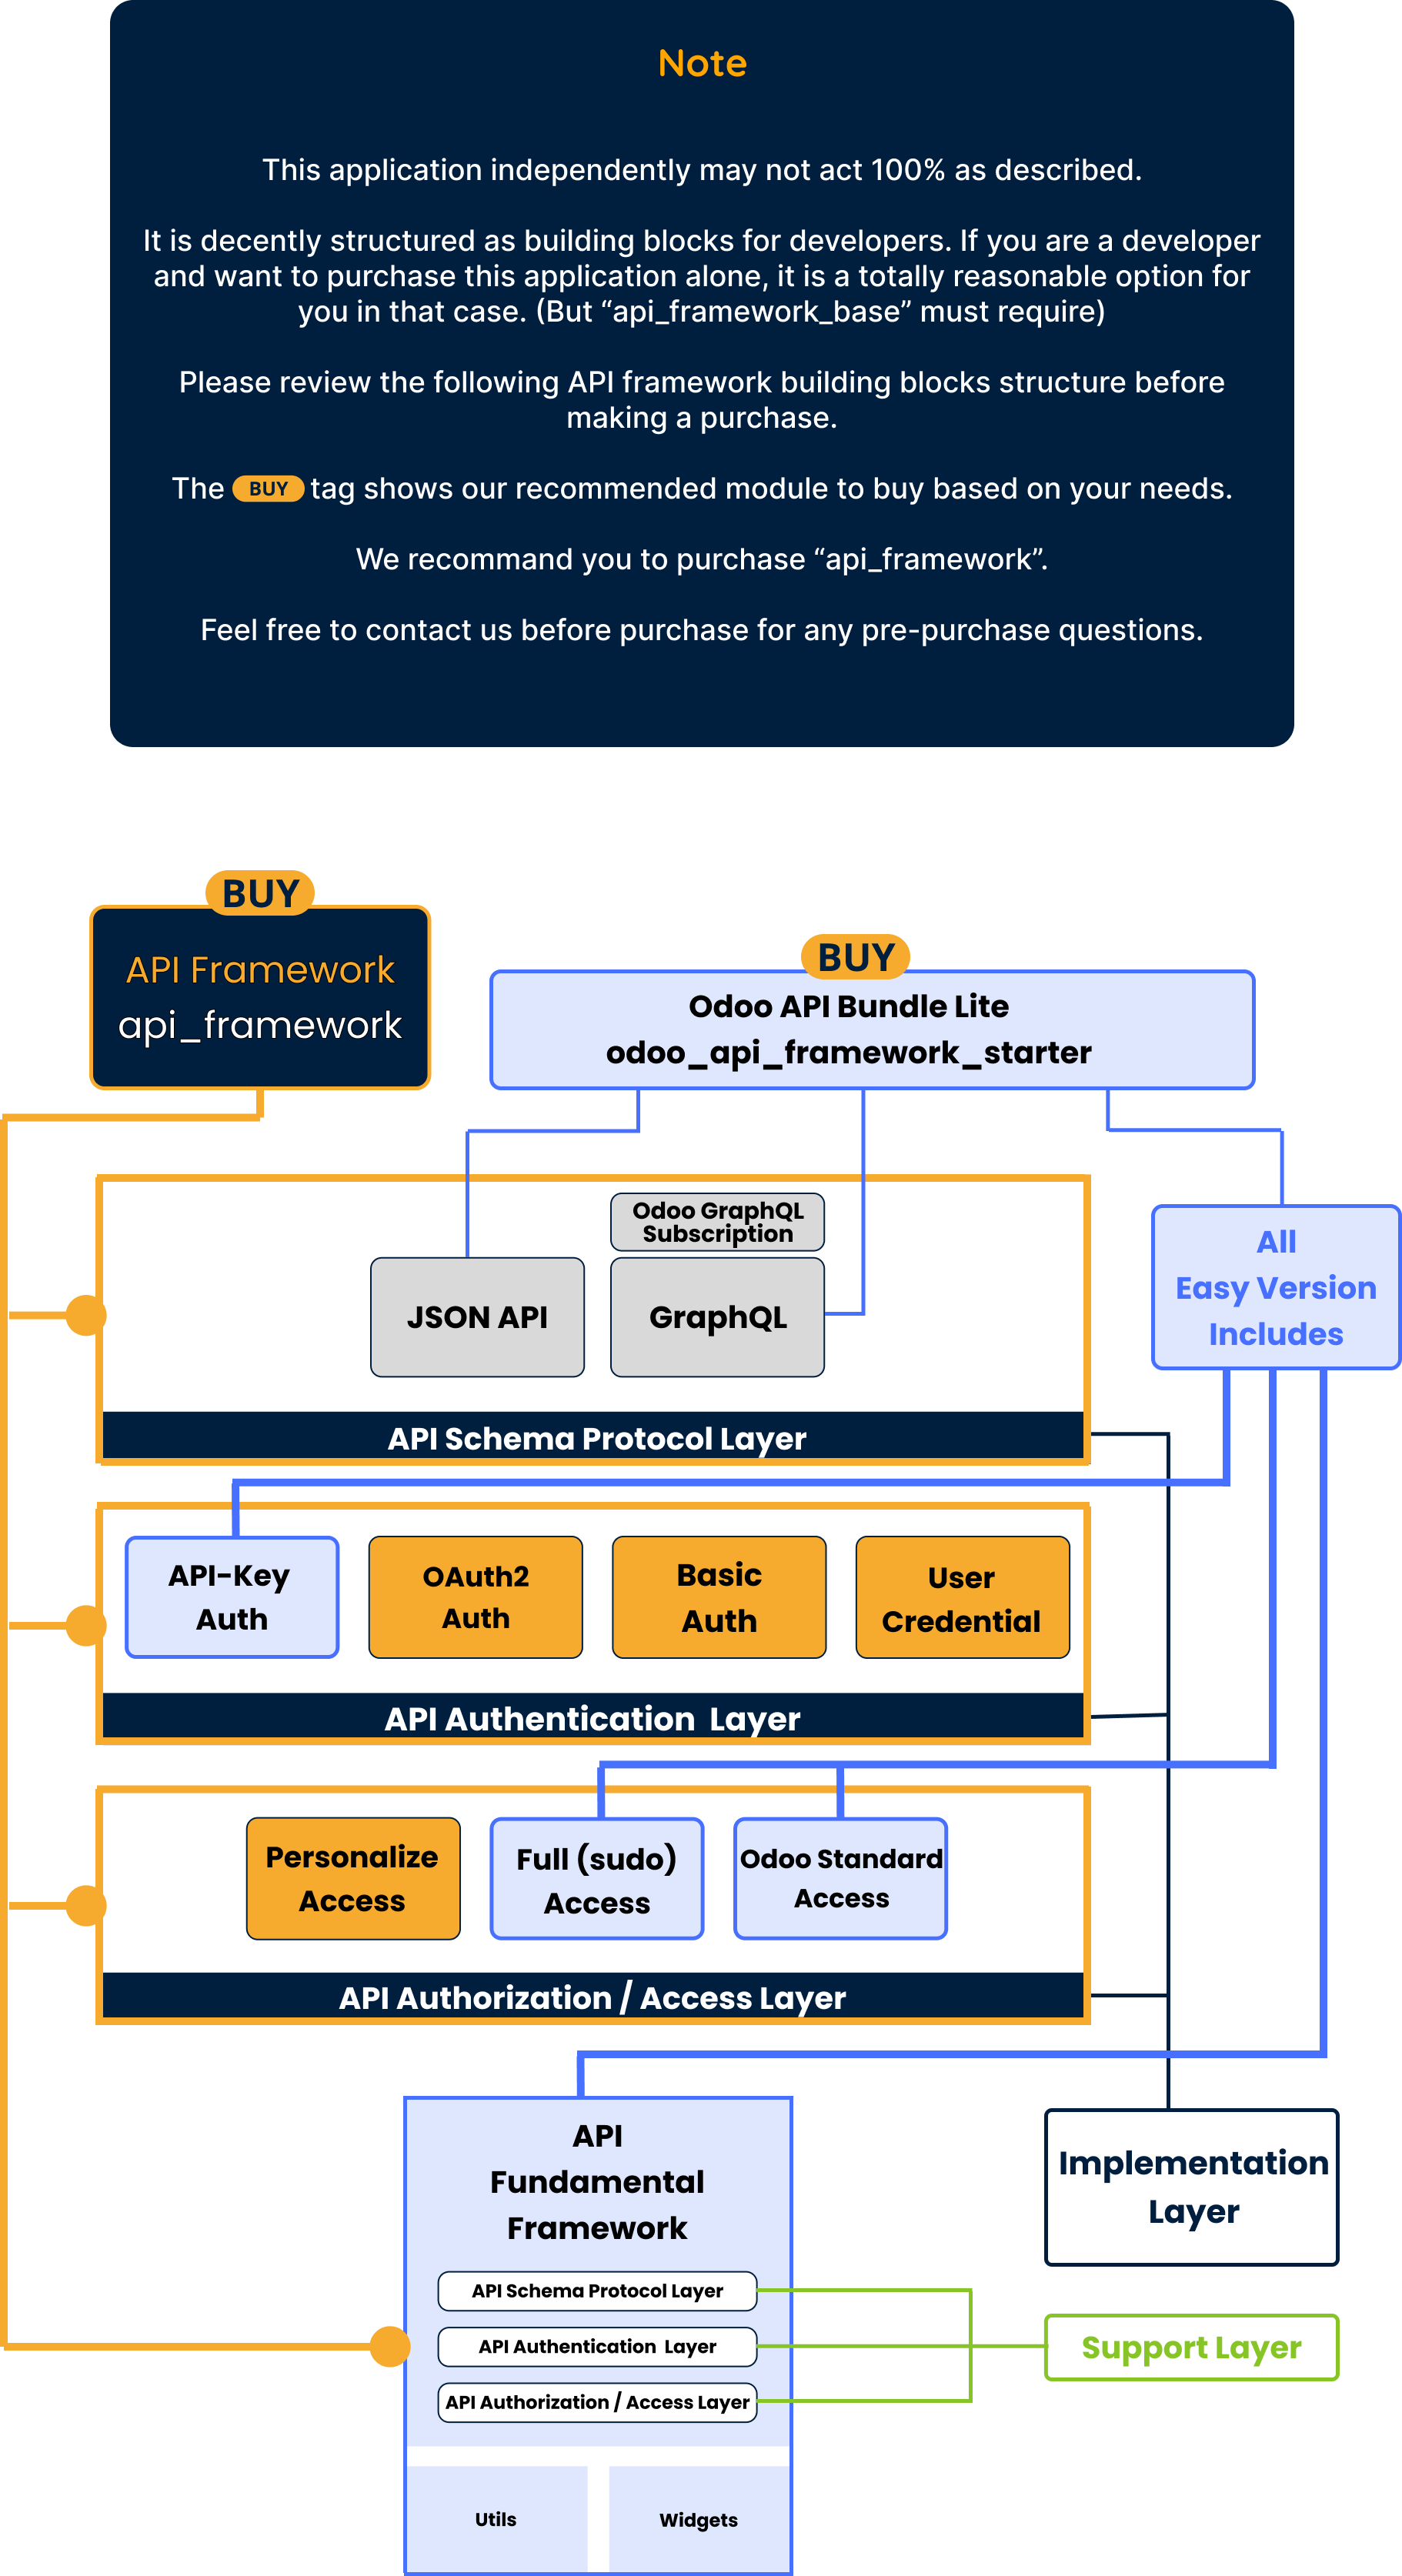 Note
This application independently may not act 100% as described.
It is decently structured as building blocks for developers. If you are a developer
and want to purchase this application alone, it is a totally reasonable option for
you in that case. (But “api_framework_base” must require)
Please review the following API framework building blocks structure before
making a purchase.
The BUY tag shows our recommended module to buy based on your needs.
We recommand you to purchase “api_framework”.
Feel free to contact us before purchase for any pre-purchase questions.
BUY
API Framework
api_framework
BUY
Odoo API Bundle Lite
odoo_api_framework_starter
Odoo GraphQL
Subscription
JSON API
GraphQL
API Schema Protocol Layer
All
Easy Version
Includes
API-Key
Auth
OAuth2
Auth
Basic
Auth
User
Credential
API Authentication Layer
Personalize
Access
Full (sudo)
Access
Odoo Standard
Access
API Authorization / Access Layer
API
Fundamental
Framework
API Schema Protocol Layer
API Authentication Layer
API Authorization / Access Layer
Utils
Widgets
Implementation
Layer
Support Layer